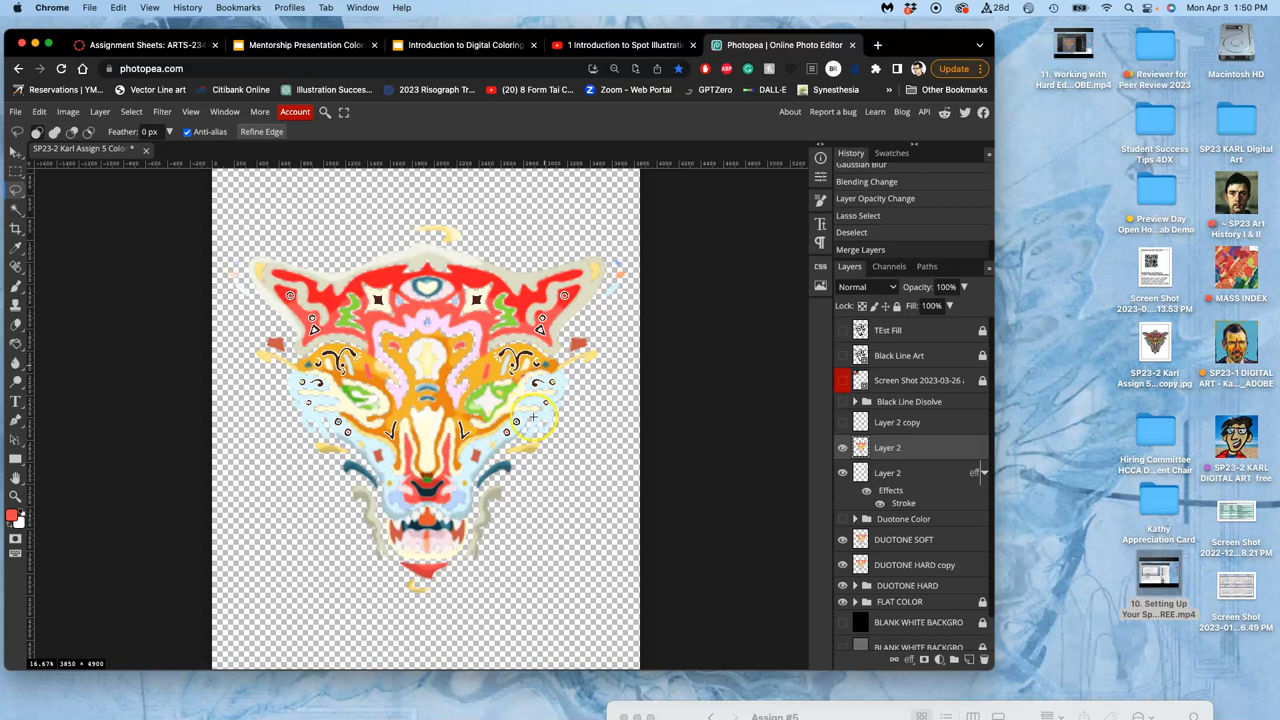 Chrome File Edit View History Bookmarks Profiles Tab Window Help 28d Mon Apr 3 1:50 PM
Assignment Sheets: ARTS-234 Mentorship Presentation Colo Introduction to Digital Coloring 1 Introduction to Spot Illustrati Photopea | Online Photo Editor
photopea.com BR Update
Reservations | YM... Vector Line art Citibank Online Illustration Genr... 2023 Roadtrip Tr... (8) 8 Form Tai C... Zoom - Web Portal GPTZero DALL·E Synesthesia Other Bookmarks
File Edit Image Layer Select Filter View Window More Account About Report a bug Learn Blog API
Feather: 0 px Anti-alias Refine Edge
SP23-2 Karl Assign 5 Color *
History Swatches
Gaussian Blur
Blending Change
Layer Opacity Change
Lasso Select
Deselect
Merge Layers
CSS
Layers Channels Paths
Normal Opacity: 100%
Lock: Fill: 100%
TEst Fill
Black Line Art
Screen Shot 2023-03-26
Black Line Disolve
Layer 2 copy
Layer 2
Layer 2 eff
Effects
Stroke
Duotone Color
DUOTONE SOFT
DUOTONE HARD copy
DUOTONE HARD
FLAT COLOR
BLANK WHITE BACKGRO
BLANK WHITE BACKGRO
eff
16.67% 3850 x 4900
11. Working with Hard Ed...OBE.mp4
Reviewer for Peer Review 2023
Macintosh HD
Student Success Tips 4DX
SP23 KARL Digital Art
Preview Day Open Ho...ab Demo
~ SP23 Art History I & II
Screen Shot 2023-0....13.53 PM
MASS INDEX
SP23-2 Karl Assign 5...copy.jpg
SP23-1 DIGITAL ART - Ka..._ADOBE
Hiring Committee HCCA D...ent Chair
SP23-2 KARL DIGITAL ART free
Kathy Appreciation Card
Screen Shot 2022-12...8.21 PM
10. Setting Up Your Sp...REE.mp4
Screen Shot 2023-01...6.49 PM
Assign #5